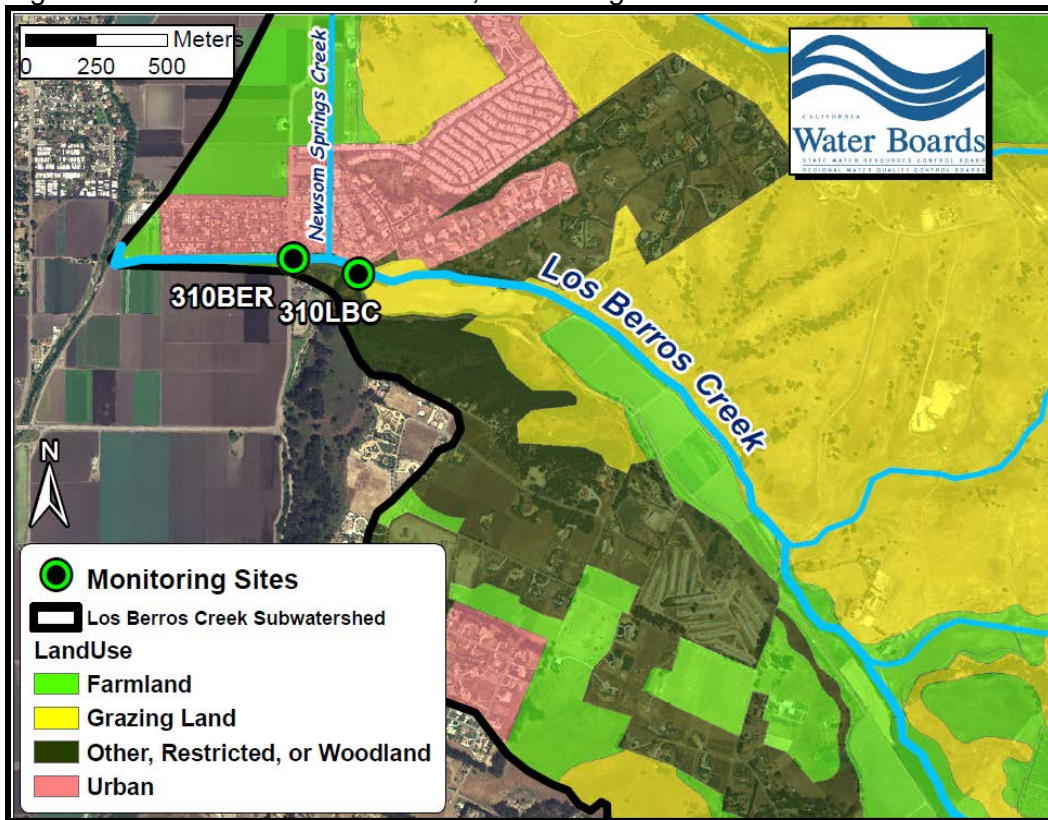 Meters
0 250 500
Newsom Springs Creek
CALIFORNIA
Water Boards
STATE WATER RESOURCES CONTROL BOARD
REGIONAL WATER QUALITY CONTROL BOARDS
310BER
310LBC
Los Berros Creek
N
Monitoring Sites
Los Berros Creek Subwatershed
LandUse
Farmland
Grazing Land
Other, Restricted, or Woodland
Urban